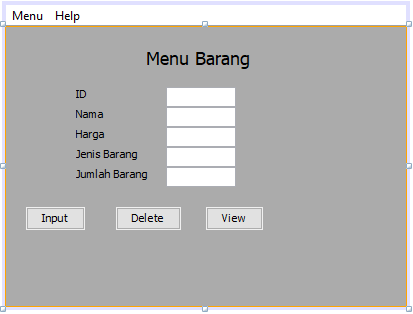 Menu Help
Menu Barang
ID
Nama
Harga
Jenis Barang
Jumlah Barang
Input Delete View